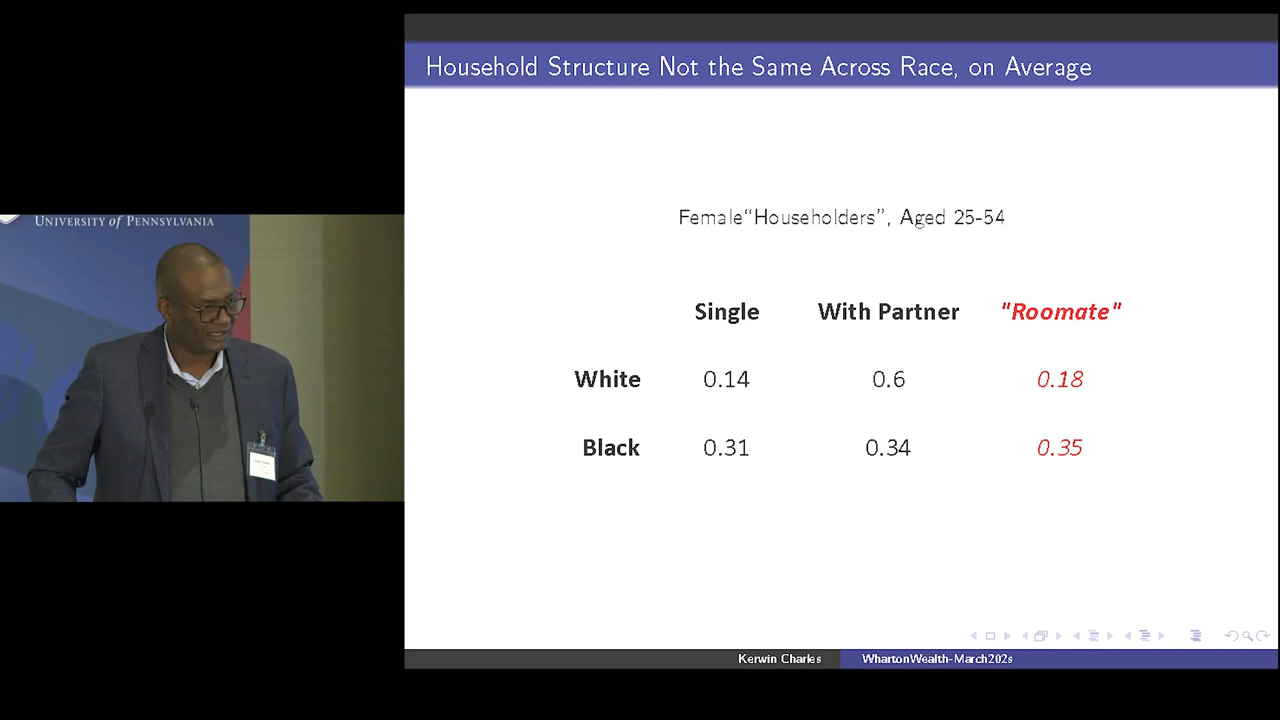 Household Structure Not the Same Across Race, on Average
UNIVERSITY of PENNSYLVANIA
Female“Householders”, Aged 25-54
Single With Partner "Roomate"
White 0.14 0.6 0.18
Black 0.31 0.34 0.35
Kerwin Charles WhartonWealth-March202s